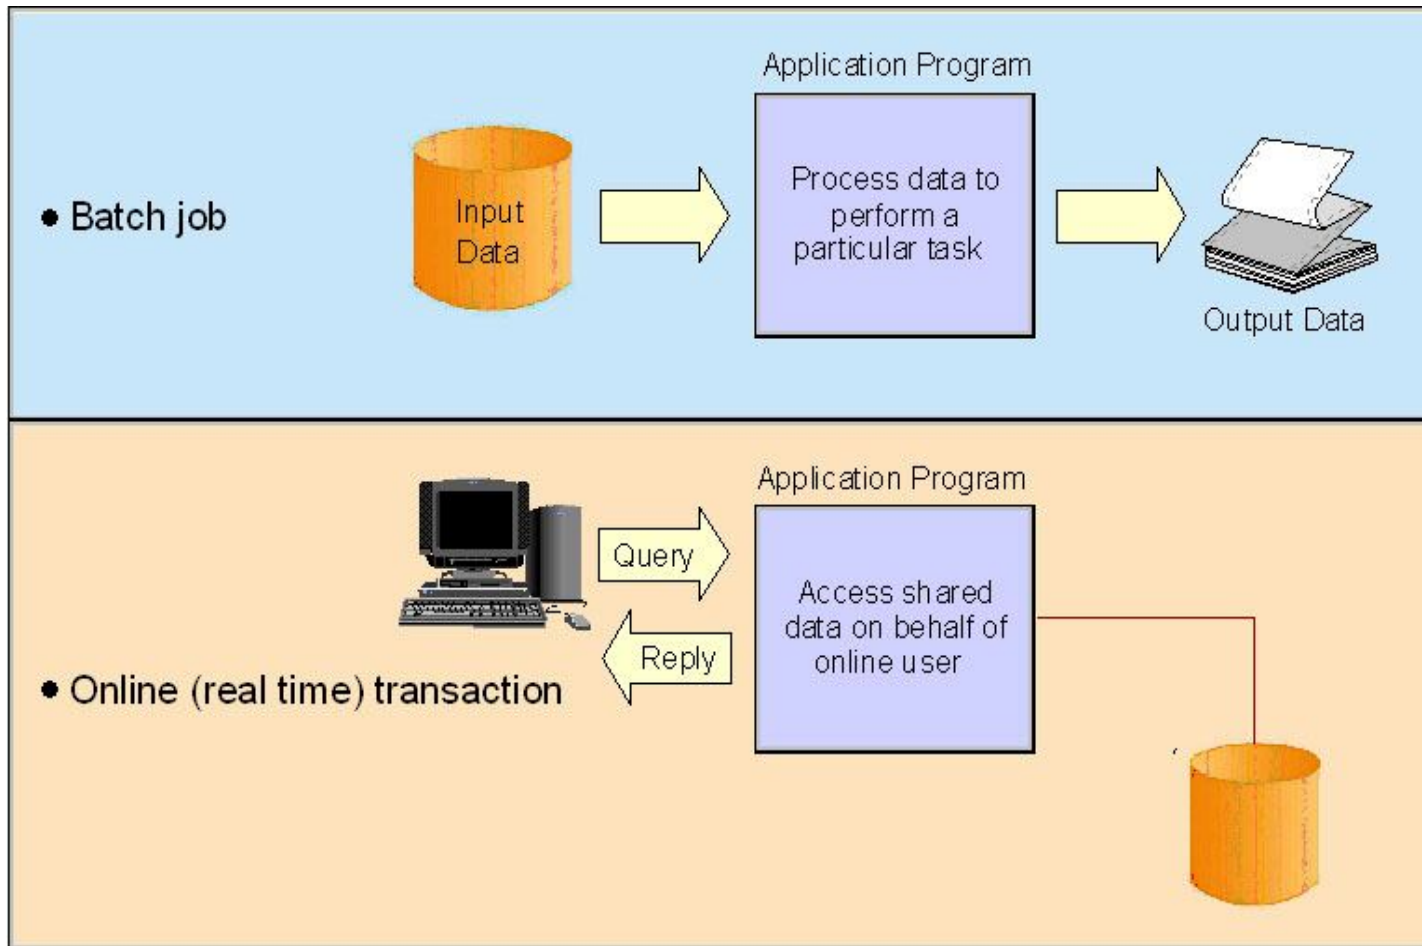 Application Program
• Batch job
Input
Data
Process data to
perform a
particular task
Output Data
Application Program
Query
Reply
Access shared
data on behalf of
online user
• Online (real time) transaction